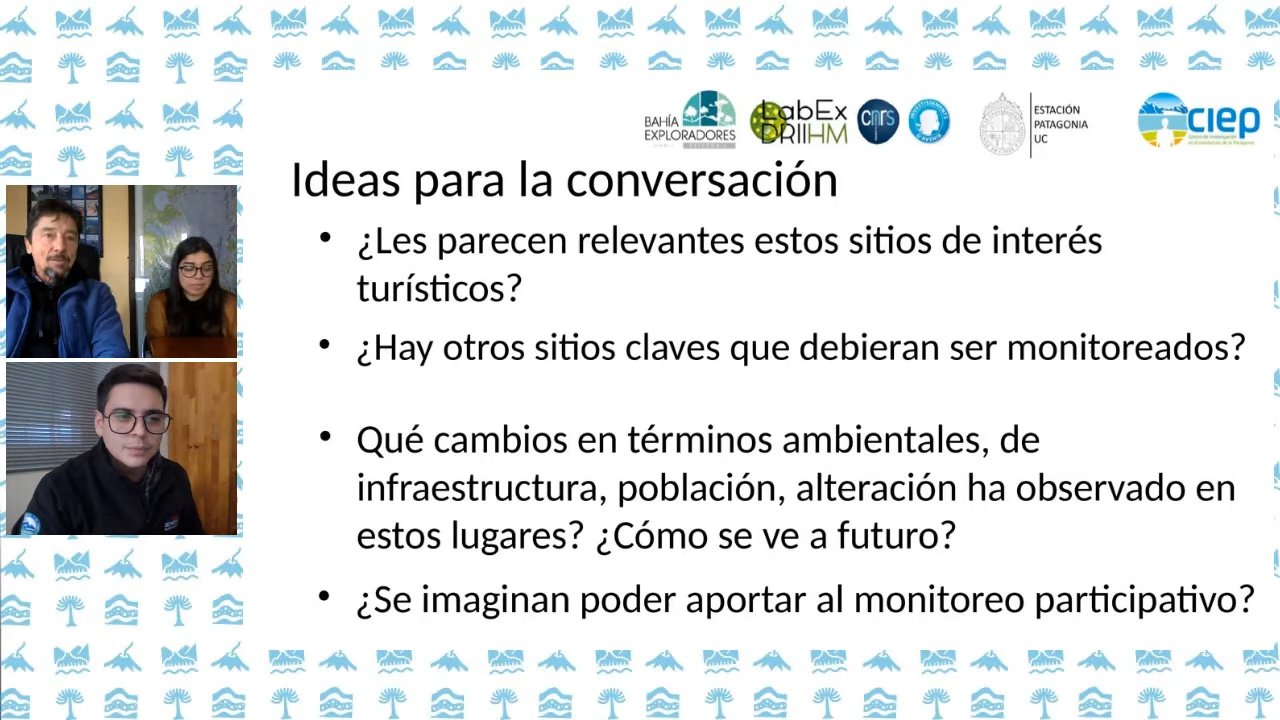 BAHÍA
EXPLORADORES
PATAGONIA
LabEx
DRIIHM
cnrs
ESTACIÓN
PATAGONIA
UC
ciep
Ideas para la conversación
• ¿Les parecen relevantes estos sitios de interés
turísticos?
• ¿Hay otros sitios claves que debieran ser monitoreados?
• Qué cambios en términos ambientales, de
infraestructura, población, alteración ha observado en
estos lugares? ¿Cómo se ve a futuro?
• ¿Se imaginan poder aportar al monitoreo participativo?